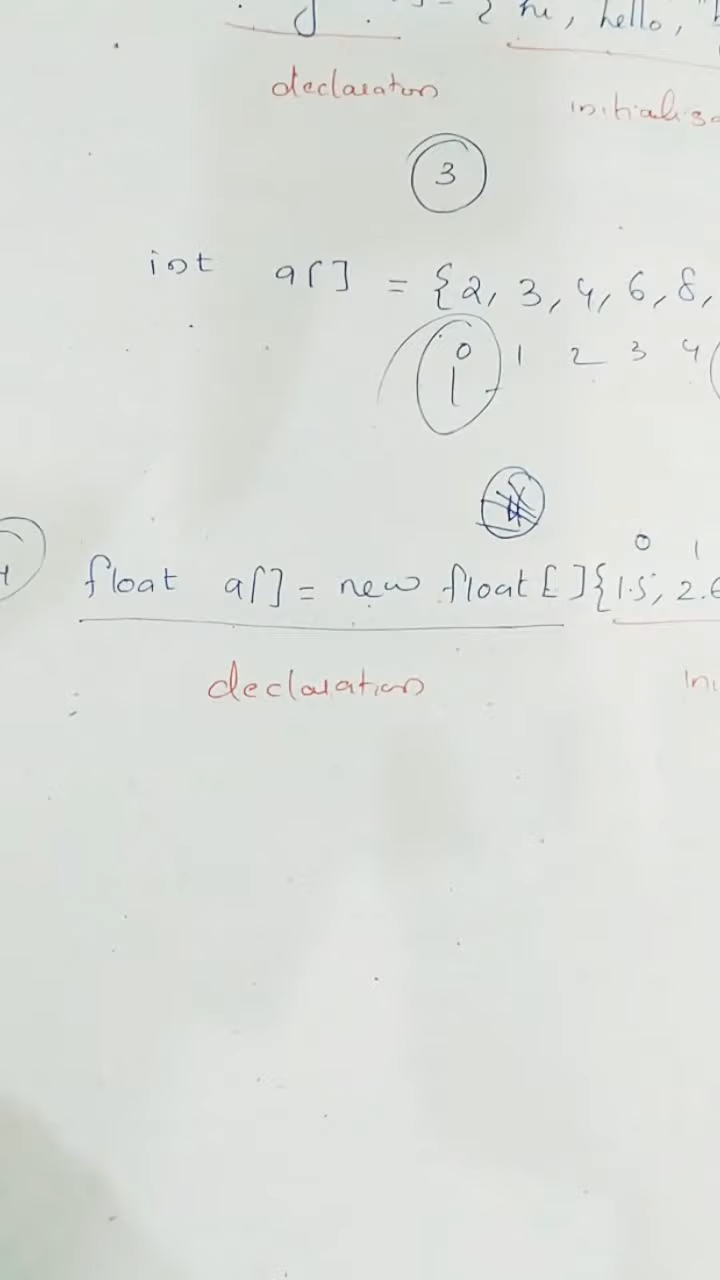 hi, hello,
declaration
3
int a[] = {2, 3, 4, 6, 8,
0 1 2 3 4
1
0 1
float a[] = new float[]{1.5, 2.6
declaration